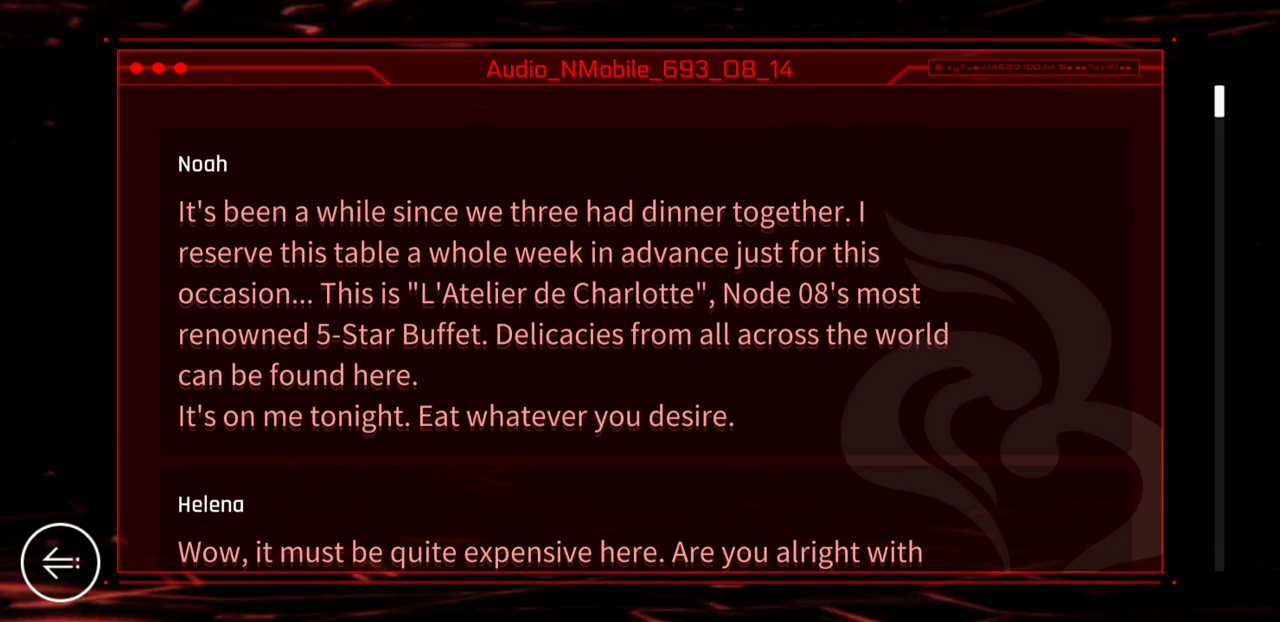 Audio_NMobile_693_08_14
Noah
It's been a while since we three had dinner together. I
reserve this table a whole week in advance just for this
occasion... This is "L'Atelier de Charlotte", Node 08's most
renowned 5-Star Buffet. Delicacies from all across the world
can be found here.
It's on me tonight. Eat whatever you desire.
Helena
Wow, it must be quite expensive here. Are you alright with